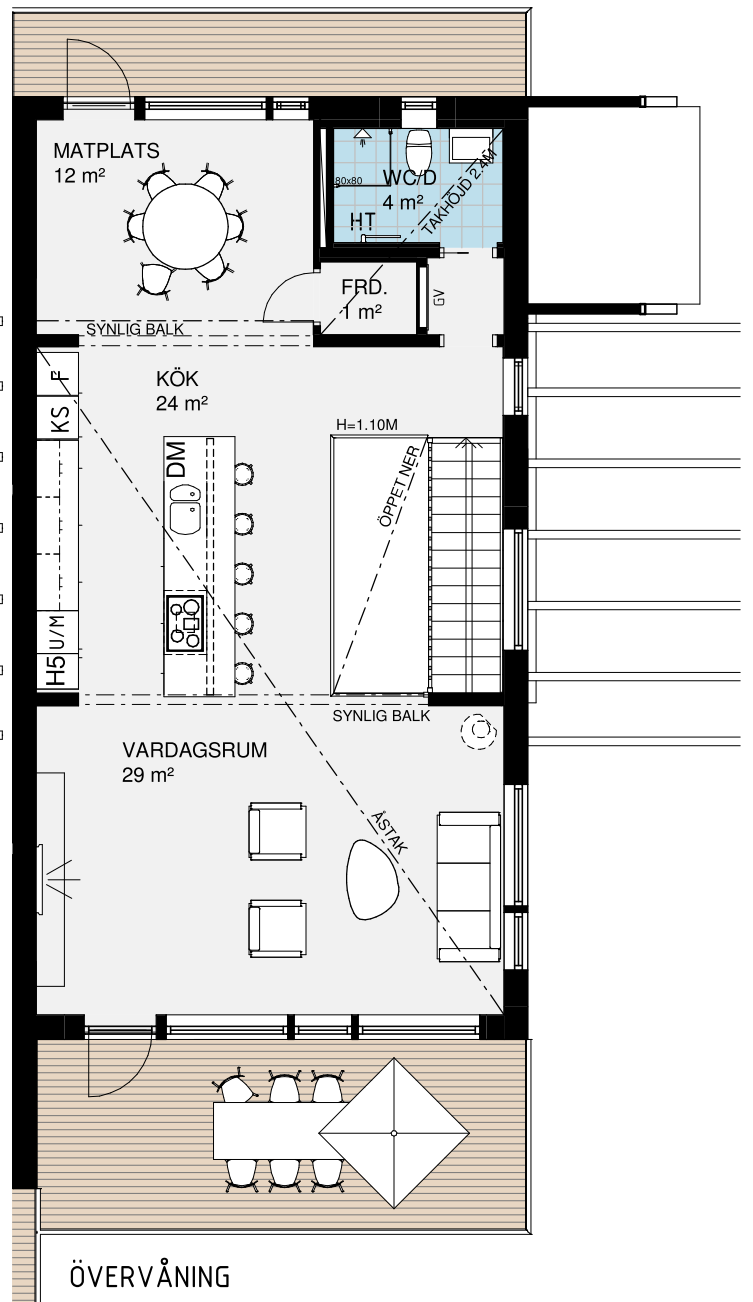 MATPLATS
12 m²
80x80
WC/D
4 m²
TAKHÖJD 2.4M
HT
FRD.
1 m²
GV
SYNLIG BALK
F
KS
KÖK
24 m²
H=1.10M
DM
ÖPPET NER
U/M
H5
SYNLIG BALK
VARDAGSRUM
29 m²
ÅSTAK
ÖVERVÅNING